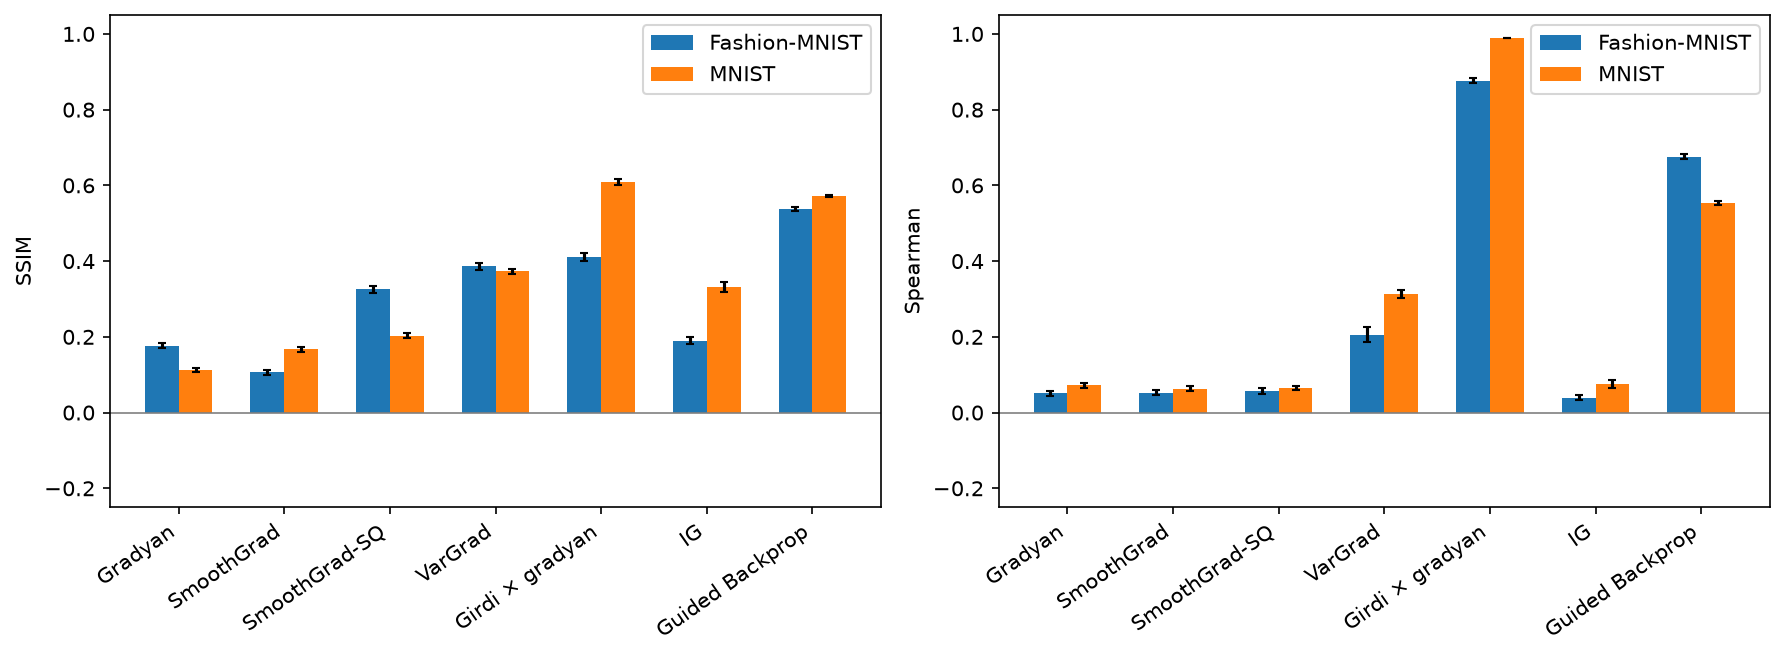 SSIM
1.0
0.8
0.6
0.4
0.2
0.0
−0.2
Fashion-MNIST
MNIST
Gradyan
SmoothGrad
SmoothGrad-SQ
VarGrad
Girdi × gradyan
IG
Guided Backprop
Spearman
1.0
0.8
0.6
0.4
0.2
0.0
−0.2
Fashion-MNIST
MNIST
Gradyan
SmoothGrad
SmoothGrad-SQ
VarGrad
Girdi × gradyan
IG
Guided Backprop